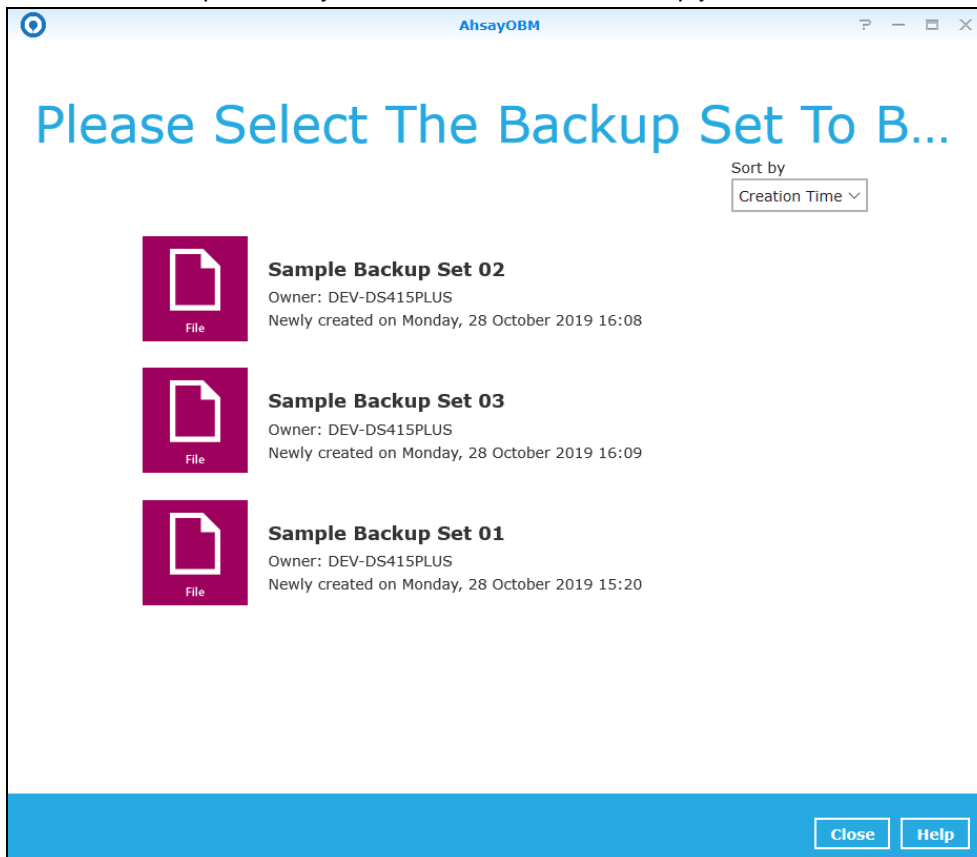 AhsayOBM
Please Select The Backup Set To B...
Sort by
Creation Time
File
Sample Backup Set 02
Owner: DEV-DS415PLUS
Newly created on Monday, 28 October 2019 16:08
File
Sample Backup Set 03
Owner: DEV-DS415PLUS
Newly created on Monday, 28 October 2019 16:09
File
Sample Backup Set 01
Owner: DEV-DS415PLUS
Newly created on Monday, 28 October 2019 15:20
Close Help